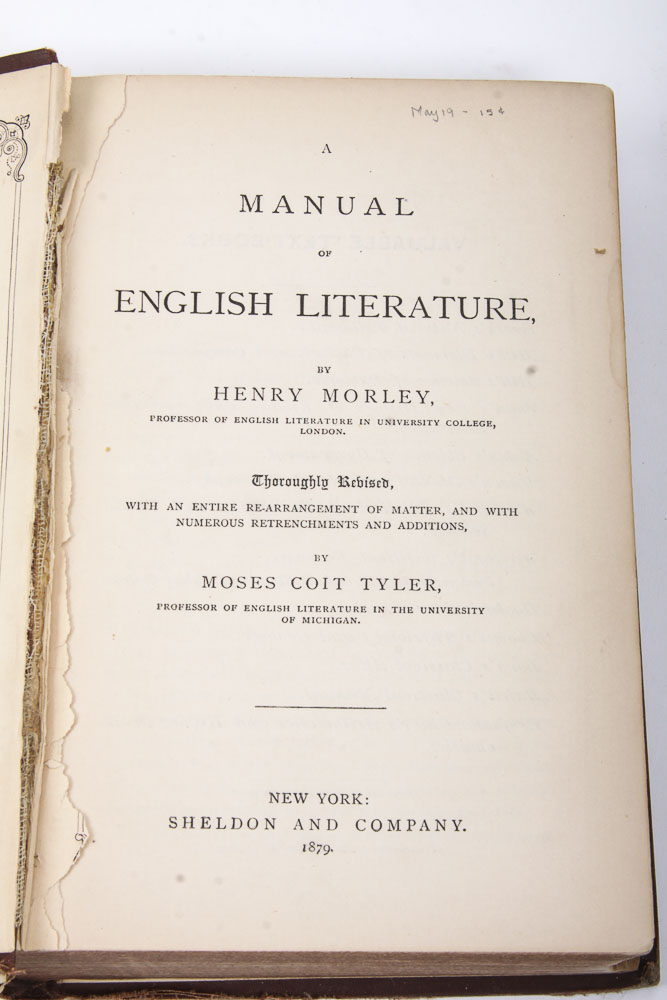 May 19 - 15¢
A
MANUAL
OF
ENGLISH LITERATURE,
BY
HENRY MORLEY,
PROFESSOR OF ENGLISH LITERATURE IN UNIVERSITY COLLEGE,
LONDON.
Thoroughly Revised,
WITH AN ENTIRE RE-ARRANGEMENT OF MATTER, AND WITH
NUMEROUS RETRENCHMENTS AND ADDITIONS,
BY
MOSES COIT TYLER,
PROFESSOR OF ENGLISH LITERATURE IN THE UNIVERSITY
OF MICHIGAN.
NEW YORK:
SHELDON AND COMPANY.
1879.